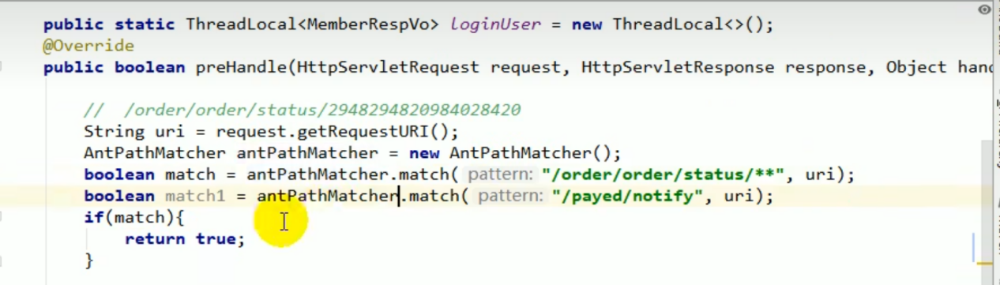 public static ThreadLocal<MemberRespVo> loginUser = new ThreadLocal<>();
@Override
public boolean preHandle(HttpServletRequest request, HttpServletResponse response, Object hand
// /order/order/status/2948294820984028420
String uri = request.getRequestURI();
AntPathMatcher antPathMatcher = new AntPathMatcher();
boolean match = antPathMatcher.match( pattern: "/order/order/status/**", uri);
boolean match1 = antPathMatcher.match( pattern: "/payed/notify", uri);
if(match){
return true;
}